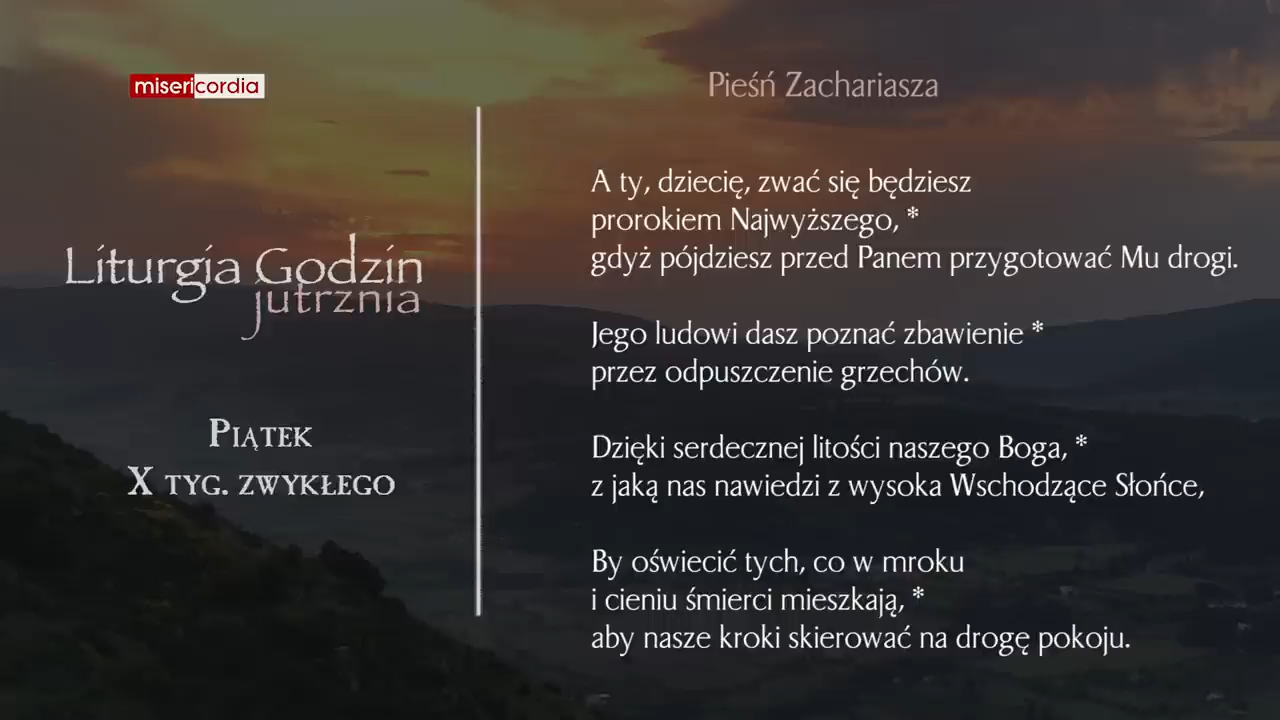 misericordia
Pieśń Zachariasza
Liturgia Godzin
jutrznia
Piątek
X tyg. zwykłego
A ty, dziecię, zwać się będziesz
prorokiem Najwyższego, *
gdyż pójdziesz przed Panem przygotować Mu drogi.
Jego ludowi dasz poznać zbawienie *
przez odpuszczenie grzechów.
Dzięki serdecznej litości naszego Boga, *
z jaką nas nawiedzi z wysoka Wschodzące Słońce,
By oświecić tych, co w mroku
i cieniu śmierci mieszkają, *
aby nasze kroki skierować na drogę pokoju.